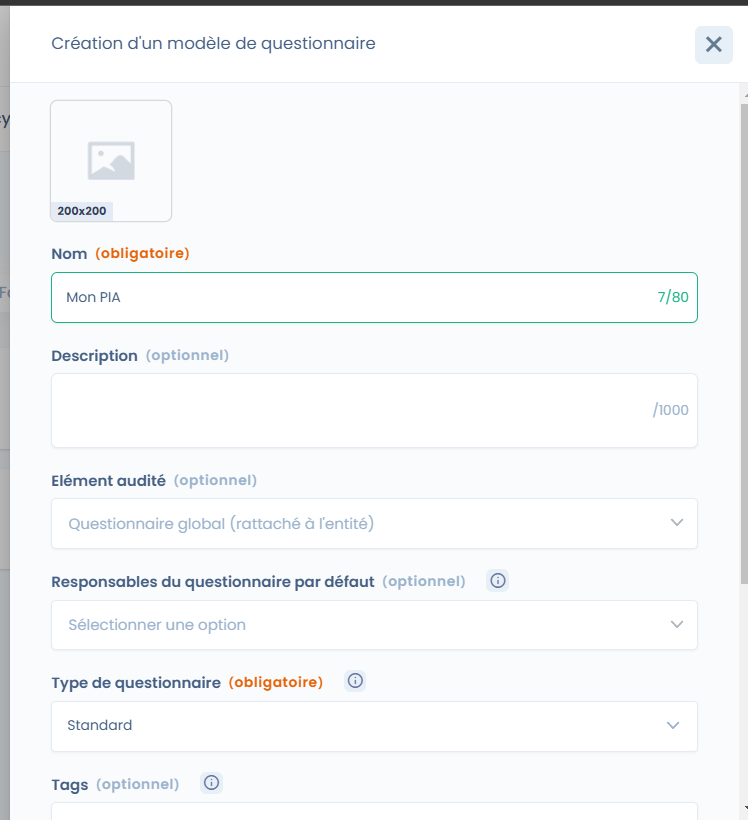 Création d'un modèle de questionnaire
200x200
Nom (obligatoire)
Mon PIA 7/80
Description (optionnel)
/1000
Elément audité (optionnel)
Questionnaire global (rattaché à l'entité)
Responsables du questionnaire par défaut (optionnel)
Sélectionner une option
Type de questionnaire (obligatoire)
Standard
Tags (optionnel)